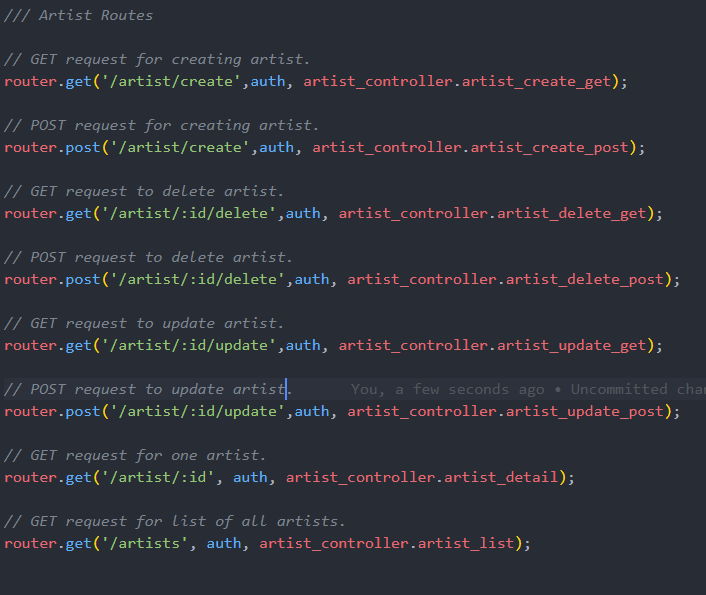 /// Artist Routes
// GET request for creating artist.
router.get('/artist/create',auth, artist_controller.artist_create_get);
// POST request for creating artist.
router.post('/artist/create',auth, artist_controller.artist_create_post);
// GET request to delete artist.
router.get('/artist/:id/delete',auth, artist_controller.artist_delete_get);
// POST request to delete artist.
router.post('/artist/:id/delete',auth, artist_controller.artist_delete_post);
// GET request to update artist.
router.get('/artist/:id/update',auth, artist_controller.artist_update_get);
// POST request to update artist. You, a few seconds ago • Uncommitted
router.post('/artist/:id/update',auth, artist_controller.artist_update_post);
// GET request for one artist.
router.get('/artist/:id', auth, artist_controller.artist_detail);
// GET request for list of all artists.
router.get('/artists', auth, artist_controller.artist_list);